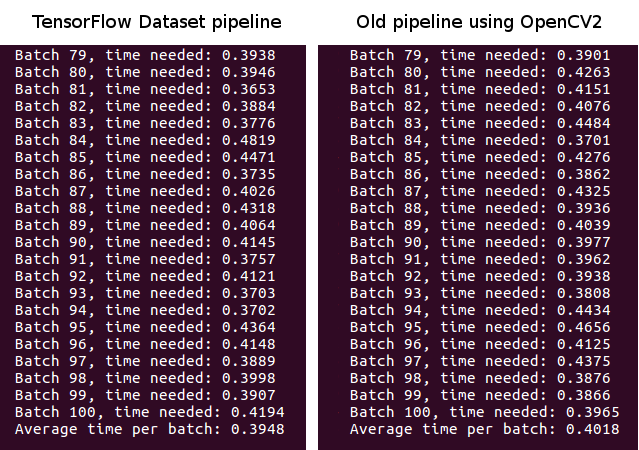 TensorFlow Dataset pipeline
Batch 79, time needed: 0.3938
Batch 80, time needed: 0.3946
Batch 81, time needed: 0.3653
Batch 82, time needed: 0.3884
Batch 83, time needed: 0.3776
Batch 84, time needed: 0.4819
Batch 85, time needed: 0.4471
Batch 86, time needed: 0.3735
Batch 87, time needed: 0.4026
Batch 88, time needed: 0.4318
Batch 89, time needed: 0.4064
Batch 90, time needed: 0.4145
Batch 91, time needed: 0.3757
Batch 92, time needed: 0.4121
Batch 93, time needed: 0.3703
Batch 94, time needed: 0.3702
Batch 95, time needed: 0.4364
Batch 96, time needed: 0.4148
Batch 97, time needed: 0.3889
Batch 98, time needed: 0.3998
Batch 99, time needed: 0.3907
Batch 100, time needed: 0.4194
Average time per batch: 0.3948
Old pipeline using OpenCV2
Batch 79, time needed: 0.3901
Batch 80, time needed: 0.4263
Batch 81, time needed: 0.4151
Batch 82, time needed: 0.4076
Batch 83, time needed: 0.4484
Batch 84, time needed: 0.3701
Batch 85, time needed: 0.4276
Batch 86, time needed: 0.3862
Batch 87, time needed: 0.4325
Batch 88, time needed: 0.3936
Batch 89, time needed: 0.4039
Batch 90, time needed: 0.3977
Batch 91, time needed: 0.3962
Batch 92, time needed: 0.3938
Batch 93, time needed: 0.3808
Batch 94, time needed: 0.4434
Batch 95, time needed: 0.4656
Batch 96, time needed: 0.4125
Batch 97, time needed: 0.4375
Batch 98, time needed: 0.3876
Batch 99, time needed: 0.3866
Batch 100, time needed: 0.3965
Average time per batch: 0.4018